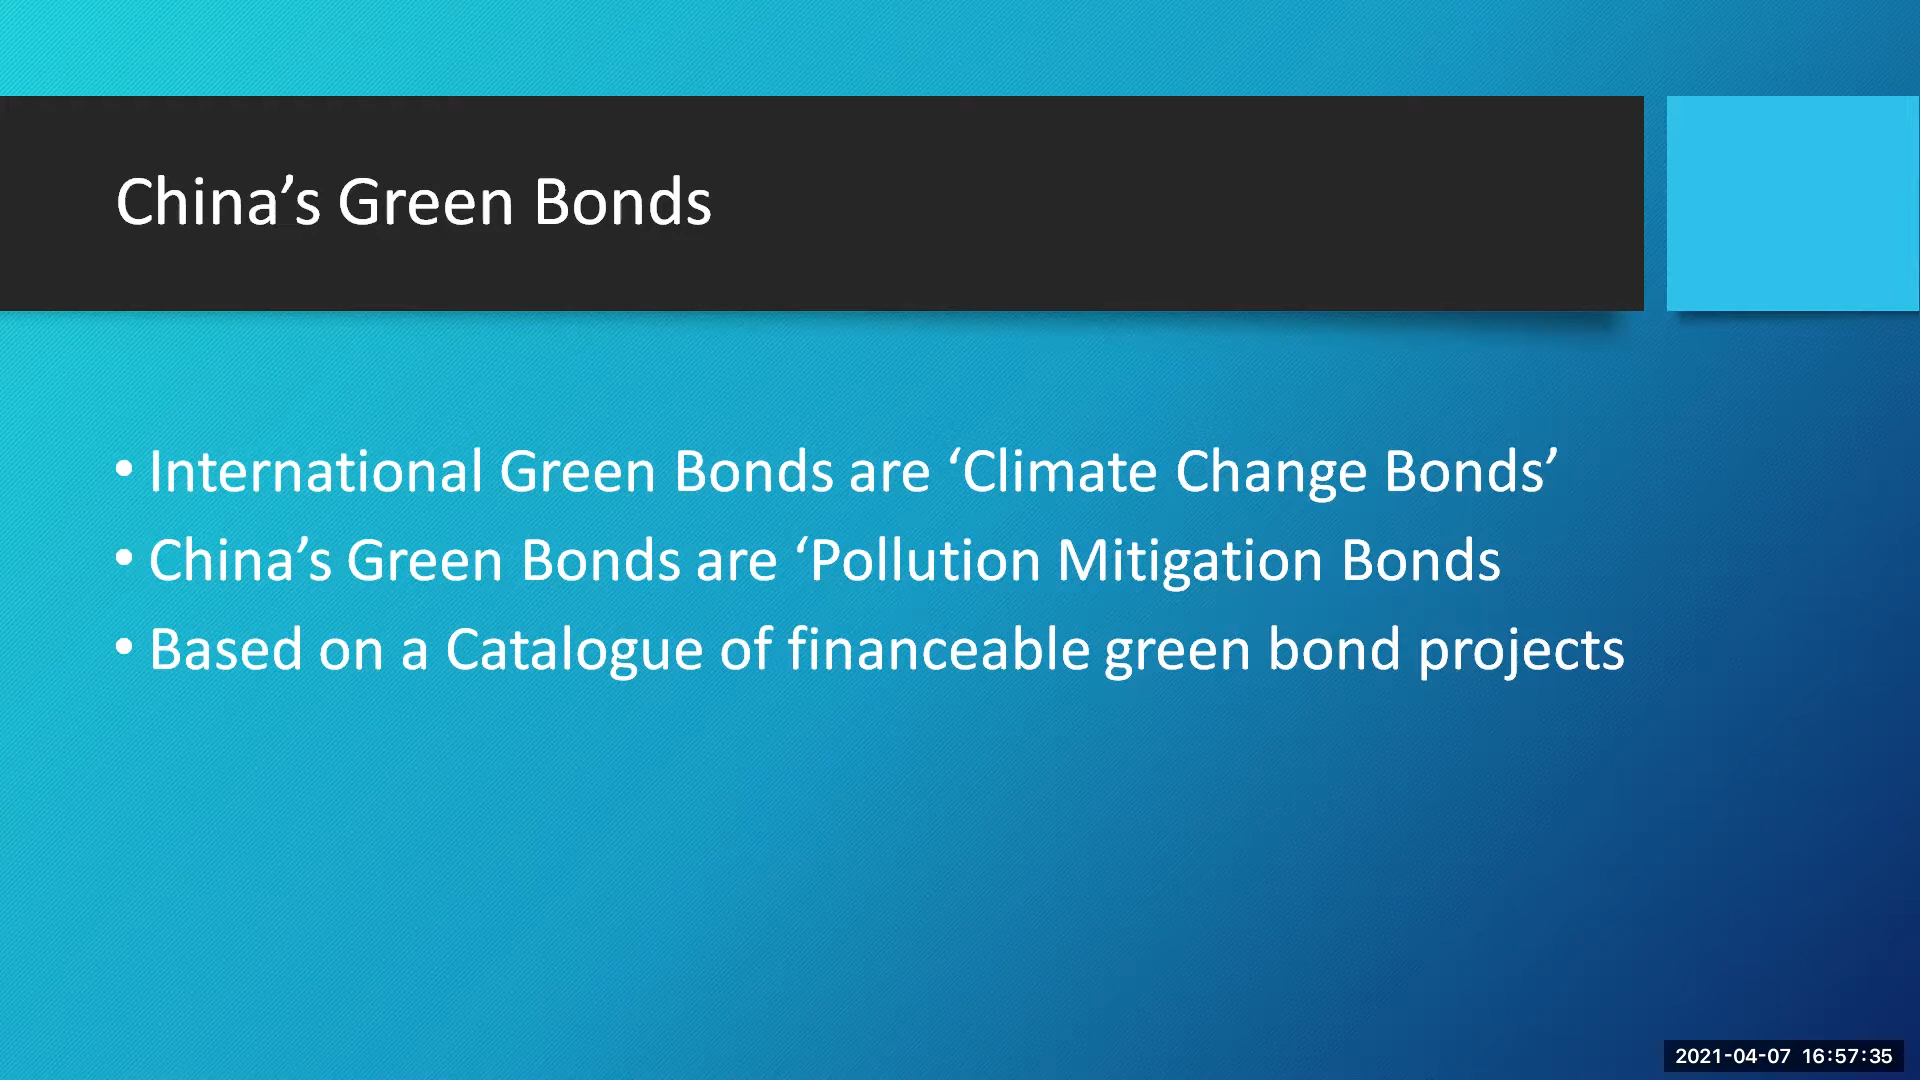 China’s Green Bonds
• International Green Bonds are ‘Climate Change Bonds’
• China’s Green Bonds are ‘Pollution Mitigation Bonds
• Based on a Catalogue of financeable green bond projects
2021-04-07 16:57:35